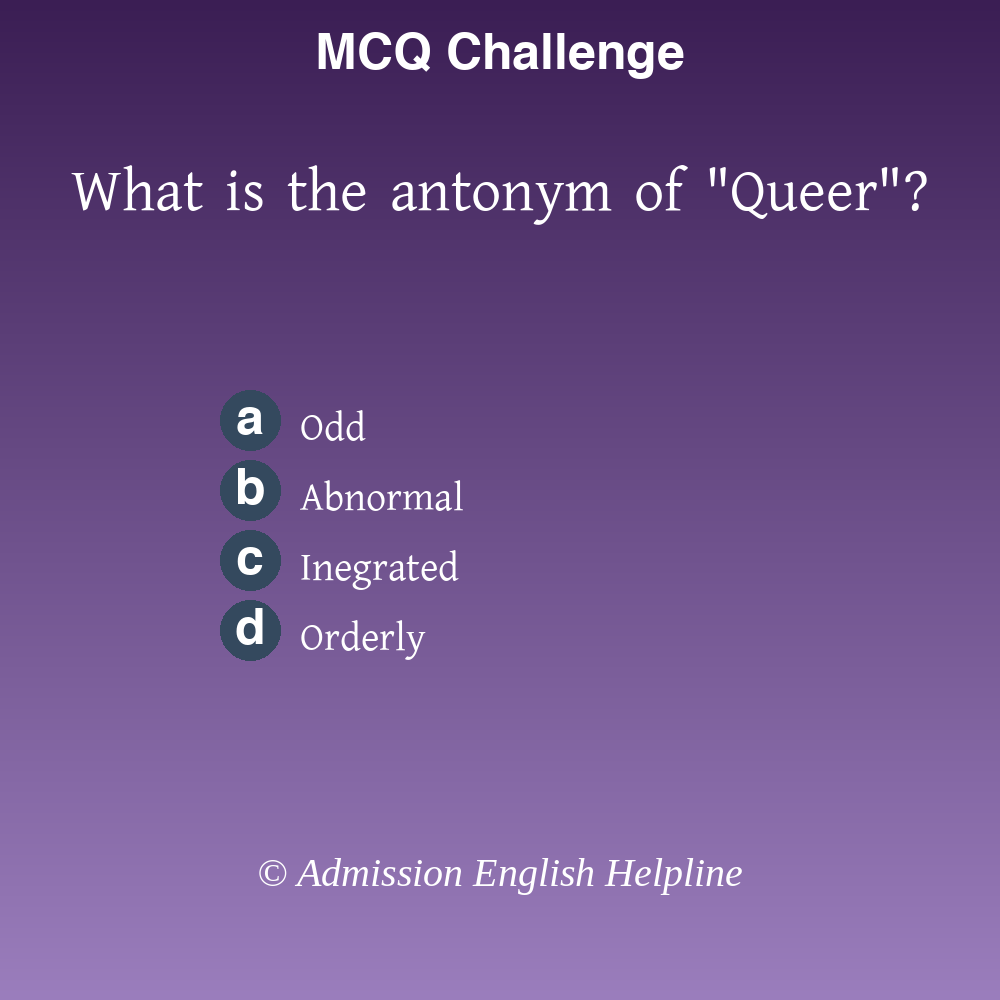 MCQ Challenge
What is the antonym of "Queer"?
a Odd
b Abnormal
c Inegrated
d Orderly
© Admission English Helpline